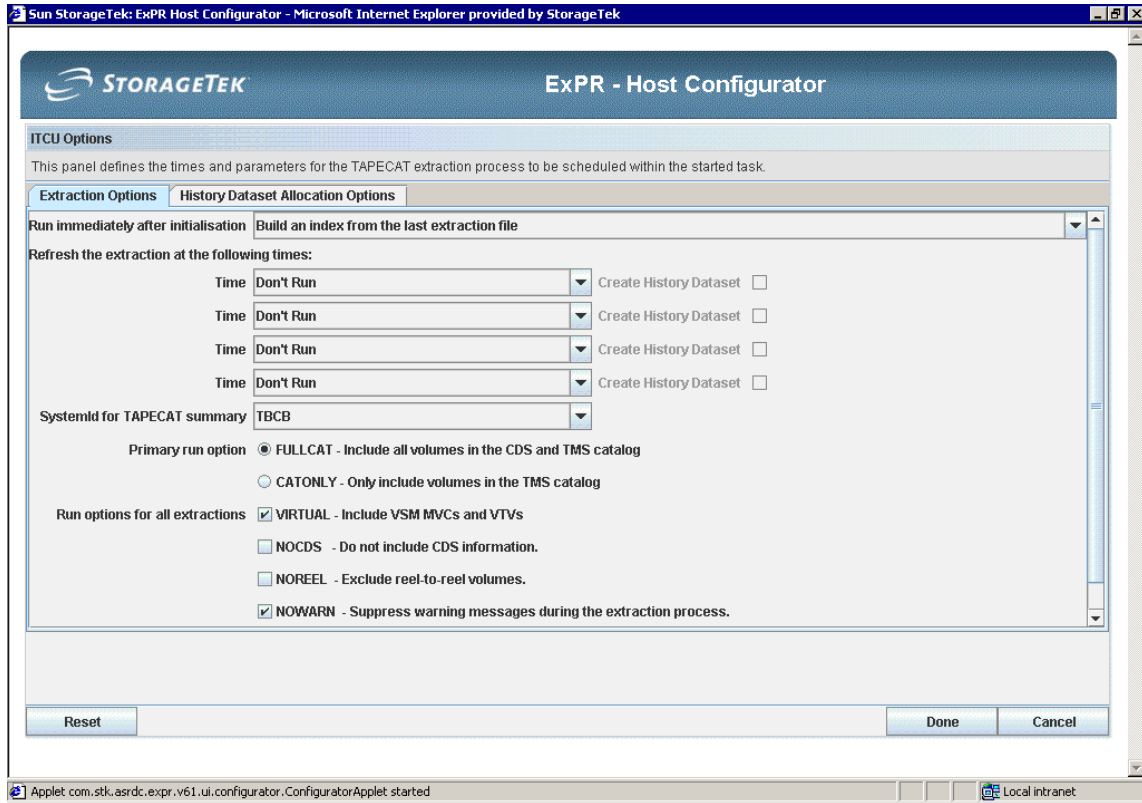 Sun StorageTek: ExPR Host Configurator - Microsoft Internet Explorer provided by StorageTek
STORAGETEK
ExPR - Host Configurator
ITCU Options
This panel defines the times and parameters for the TAPECAT extraction process to be scheduled within the started task.
Extraction Options History Dataset Allocation Options
Run immediately after initialisation Build an index from the last extraction file
Refresh the extraction at the following times:
Time Don't Run Create History Dataset
Time Don't Run Create History Dataset
Time Don't Run Create History Dataset
Time Don't Run Create History Dataset
SystemId for TAPECAT summary TBCB
Primary run option FULLCAT - Include all volumes in the CDS and TMS catalog
CATONLY - Only include volumes in the TMS catalog
Run options for all extractions VIRTUAL - Include VSM MVCs and VTVs
NOCDS - Do not include CDS information.
NOREEL - Exclude reel-to-reel volumes.
NOWARN - Suppress warning messages during the extraction process.
Reset Done Cancel
Applet com.stk.asrdc.expr.v61.ui.configurator.ConfiguratorApplet started Local intranet